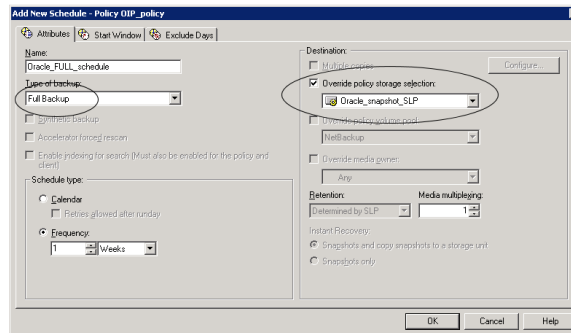 Add New Schedule - Policy OIP_policy
Attributes
Start Window
Exclude Days
Name:
Oracle_FULL_schedule
Type of backup:
Full Backup
Synthetic backup
Accelerator forced rescan
Enable indexing for search (Must also be enabled for the policy and
client)
Schedule type:
Calendar
Retries allowed after runday
Frequency:
1 Weeks
Destination:
Multiple copies
Configure...
Override policy storage selection:
Oracle_snapshot_SLP
Override policy volume pool:
NetBackup
Override media owner:
Any
Retention:
Media multiplexing:
Determined by SLP
1
Instant Recovery:
Snapshots and copy snapshots to a storage unit
Snapshots only
OK
Cancel
Help